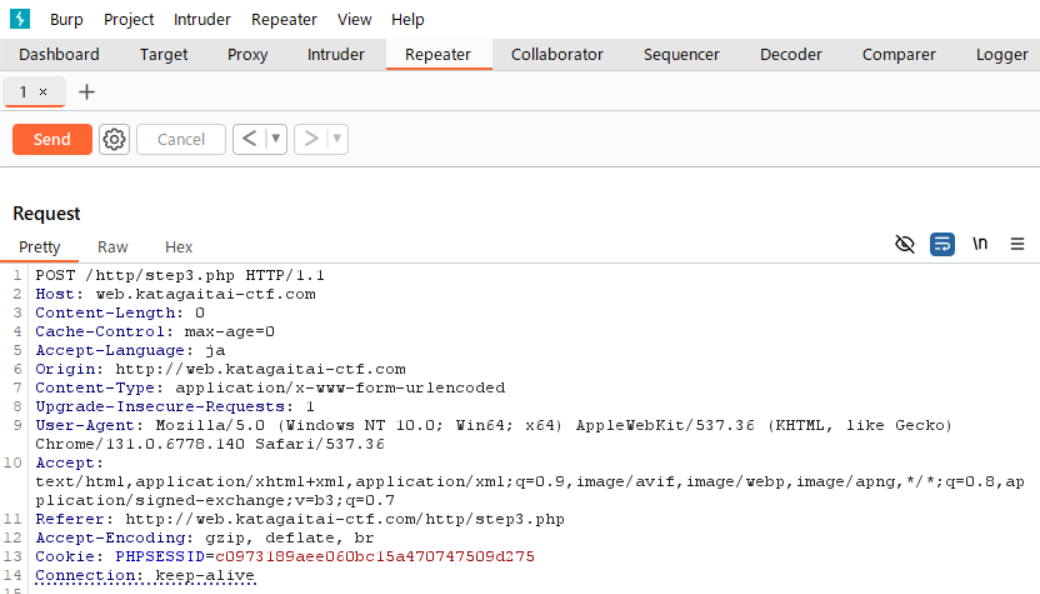 Burp Project Intruder Repeater View Help
Dashboard Target Proxy Intruder Repeater Collaborator Sequencer Decoder Comparer Logger
1 × +
Send Cancel < ▼ > ▼
Request
Pretty Raw Hex \n
1 POST /http/step3.php HTTP/1.1
2 Host: web.katagaitai-ctf.com
3 Content-Length: 0
4 Cache-Control: max-age=0
5 Accept-Language: ja
6 Origin: http://web.katagaitai-ctf.com
7 Content-Type: application/x-www-form-urlencoded
8 Upgrade-Insecure-Requests: 1
9 User-Agent: Mozilla/5.0 (Windows NT 10.0; Win64; x64) AppleWebKit/537.36 (KHTML, like Gecko)
Chrome/131.0.6778.140 Safari/537.36
10 Accept:
text/html,application/xhtml+xml,application/xml;q=0.9,image/avif,image/webp,image/apng,*/*;q=0.8,ap
plication/signed-exchange;v=b3;q=0.7
11 Referer: http://web.katagaitai-ctf.com/http/step3.php
12 Accept-Encoding: gzip, deflate, br
13 Cookie: PHPSESSID=c0973189aee060bc15a470747509d275
14 Connection: keep-alive
15